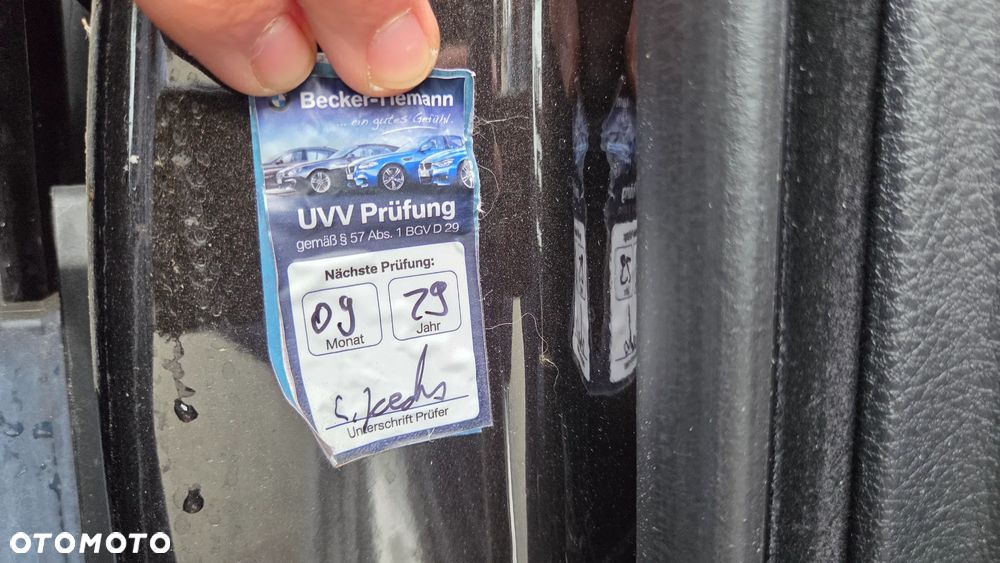 Becker-Tiemann
... ein gutes Gefühl.
UVV Prüfung
gemäß § 57 Abs. 1 BGV D 29
Nächste Prüfung:
09 29
Monat Jahr
Unterschrift Prüfer
OTOMOTO